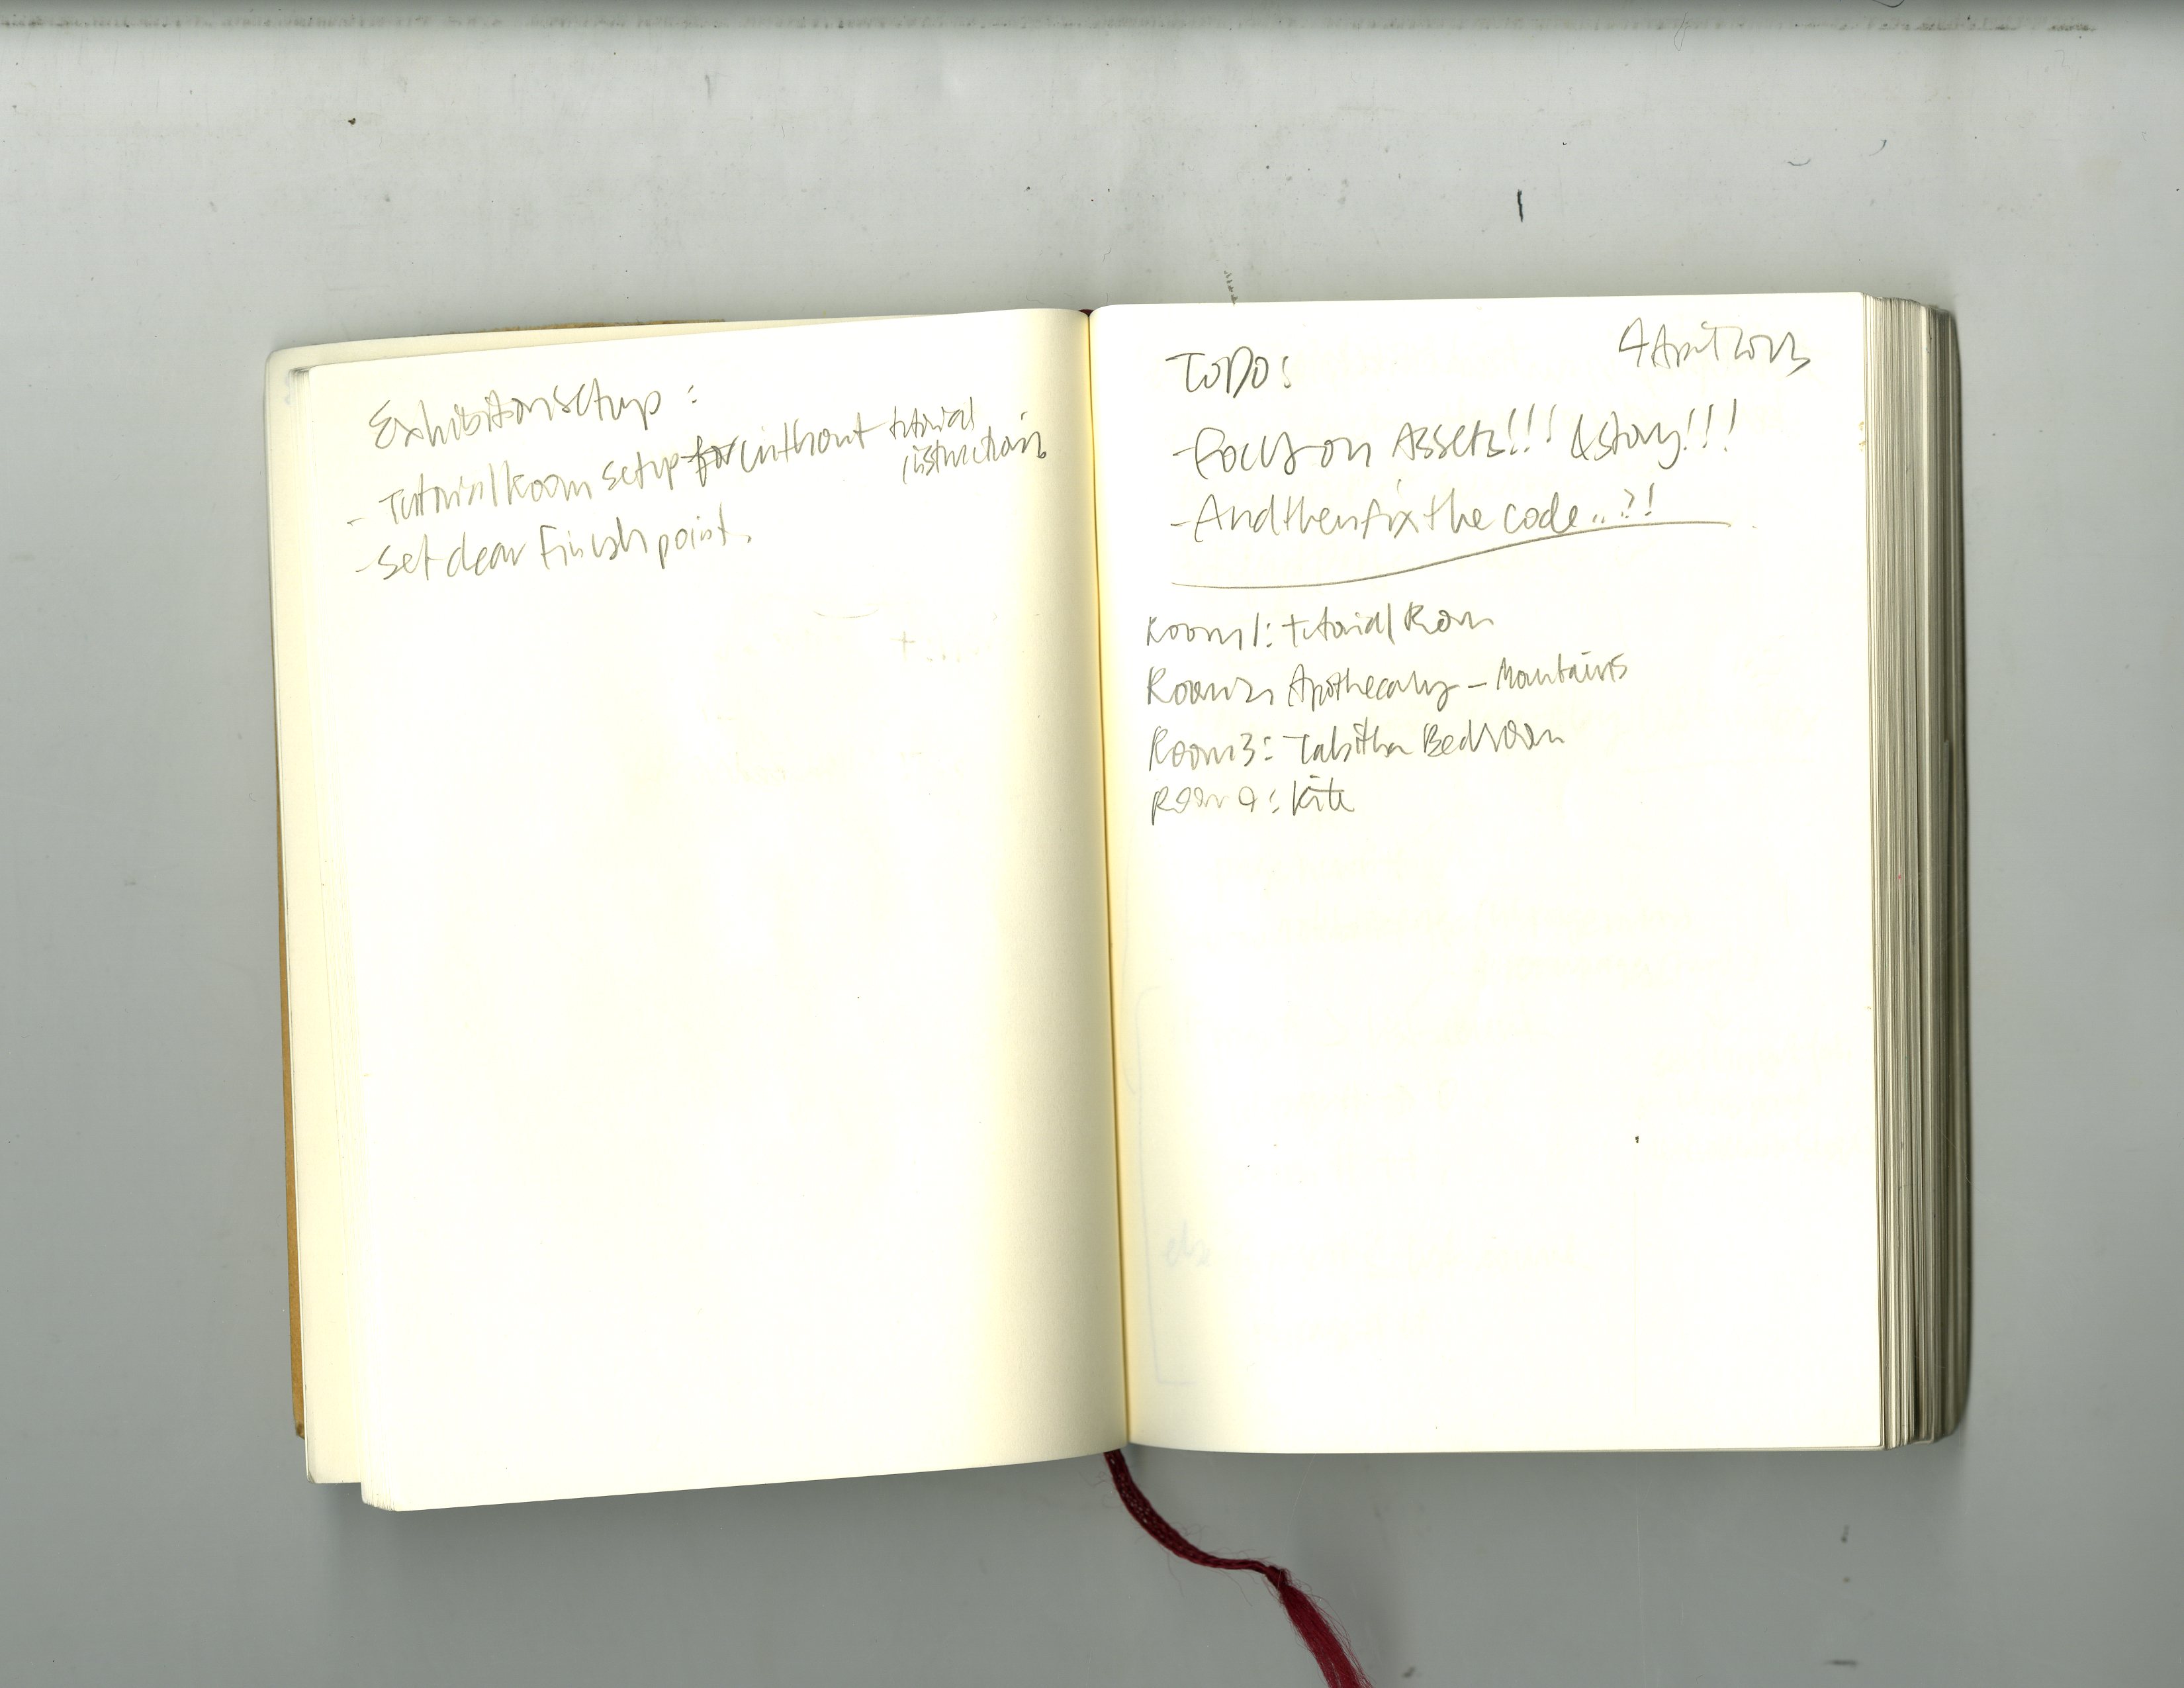 Exhibition setup :
- Tutorial Room setup for without tutorial
instruction.
- Set clear Finish point.
4 April 2023
TODO:
- Focus on Assets!!! & story!!!
- And then fix the code..?!
Room 1: tutorial Room
Room 2: Apothecary - Mountains
Room 3: Tabitha Bedroom
Room 4: kite